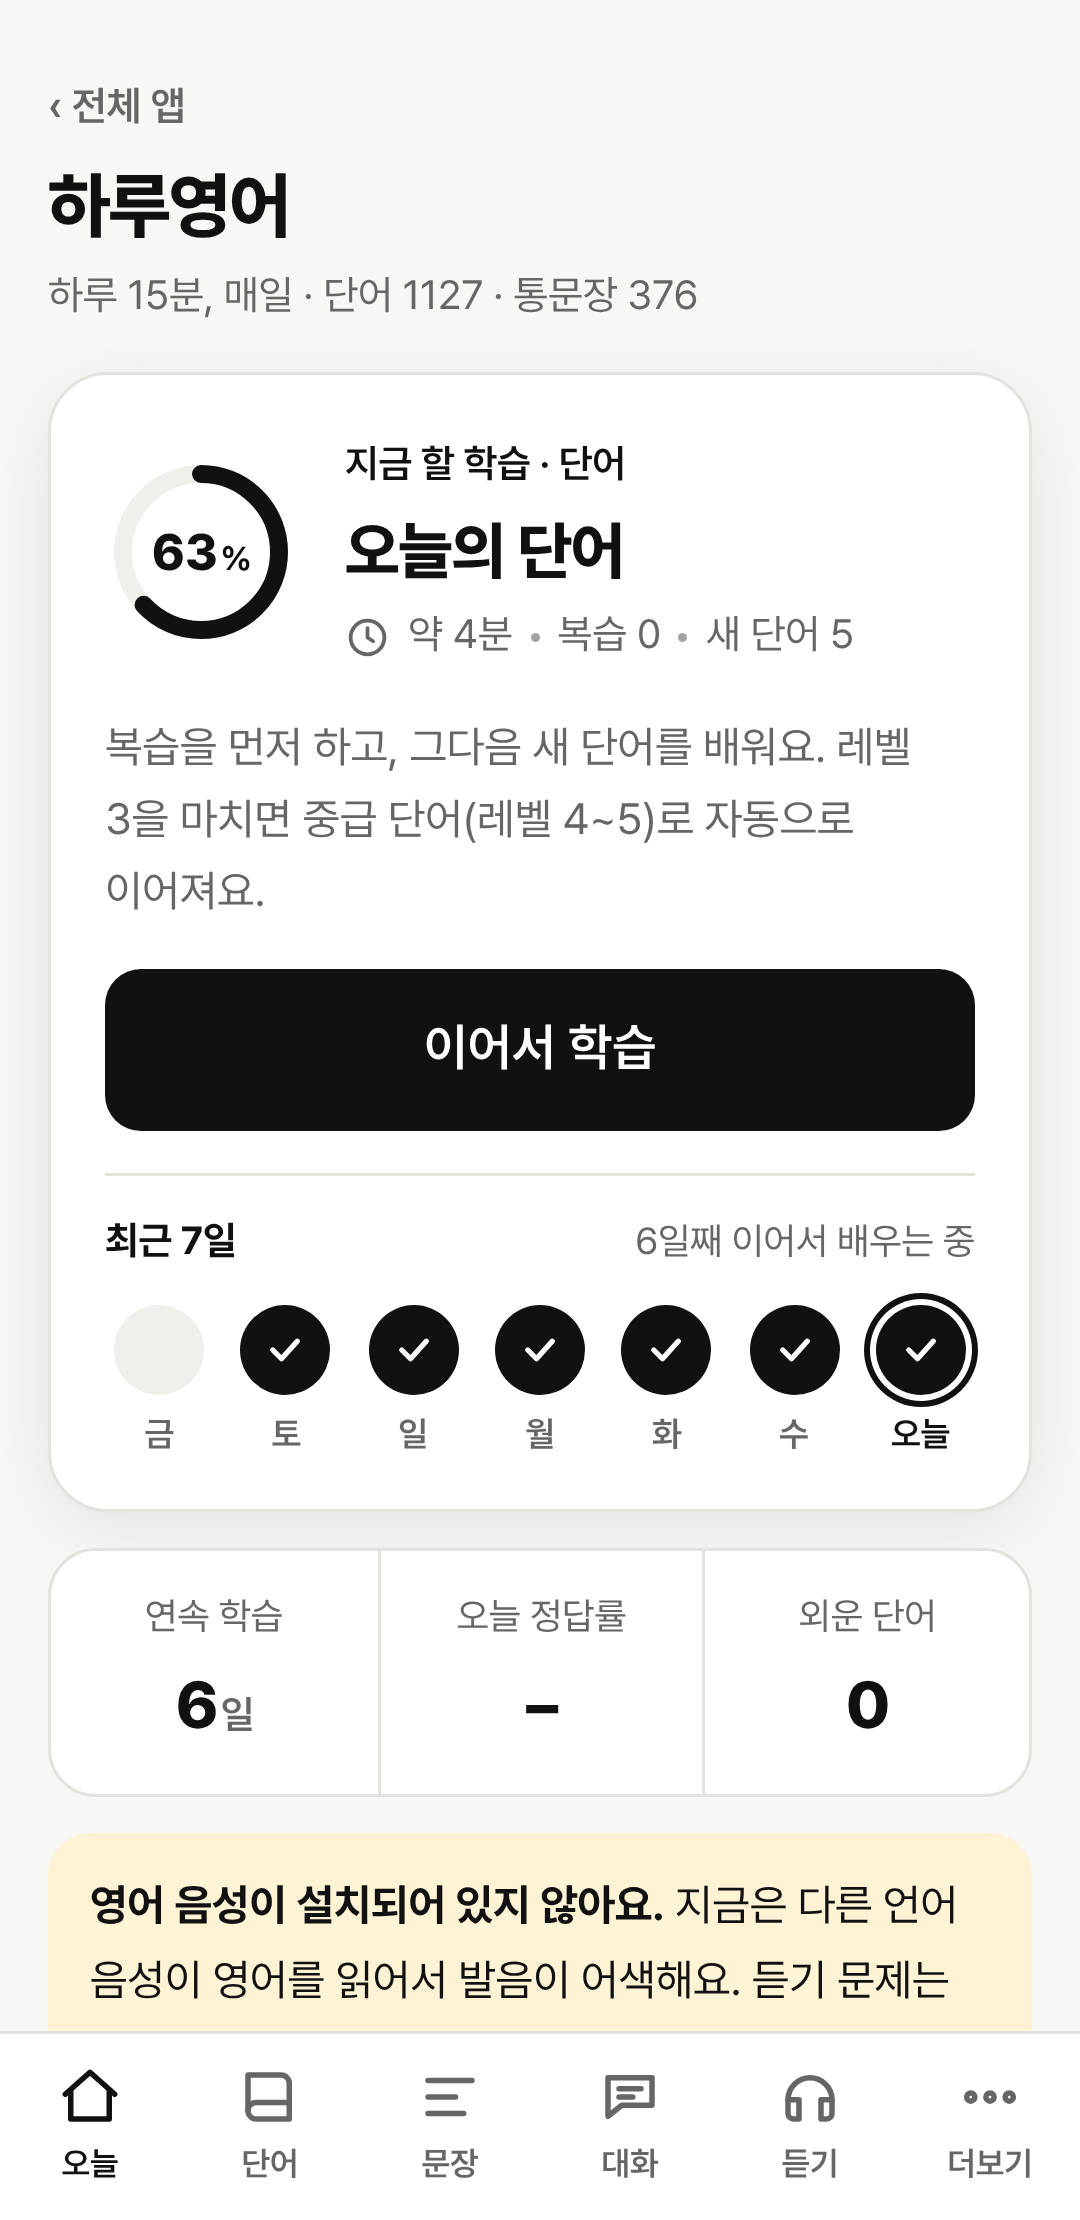 ‹ 전체 앱
하루영어
하루 15분, 매일 · 단어 1127 · 통문장 376
63%
지금 할 학습 · 단어
오늘의 단어
약 4분 • 복습 0 • 새 단어 5
복습을 먼저 하고, 그다음 새 단어를 배워요. 레벨
3을 마치면 중급 단어(레벨 4~5)로 자동으로
이어져요.
이어서 학습
최근 7일 6일째 이어서 배우는 중
금 토 일 월 화 수 오늘
연속 학습 오늘 정답률 외운 단어
6일 – 0
영어 음성이 설치되어 있지 않아요. 지금은 다른 언어
음성이 영어를 읽어서 발음이 어색해요. 듣기 문제는
오늘 단어 문장 대화 듣기 더보기